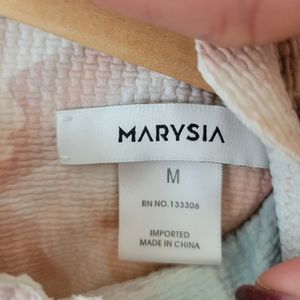 MARYSIA
M
RN NO.133306
IMPORTED
MADE IN CHINA